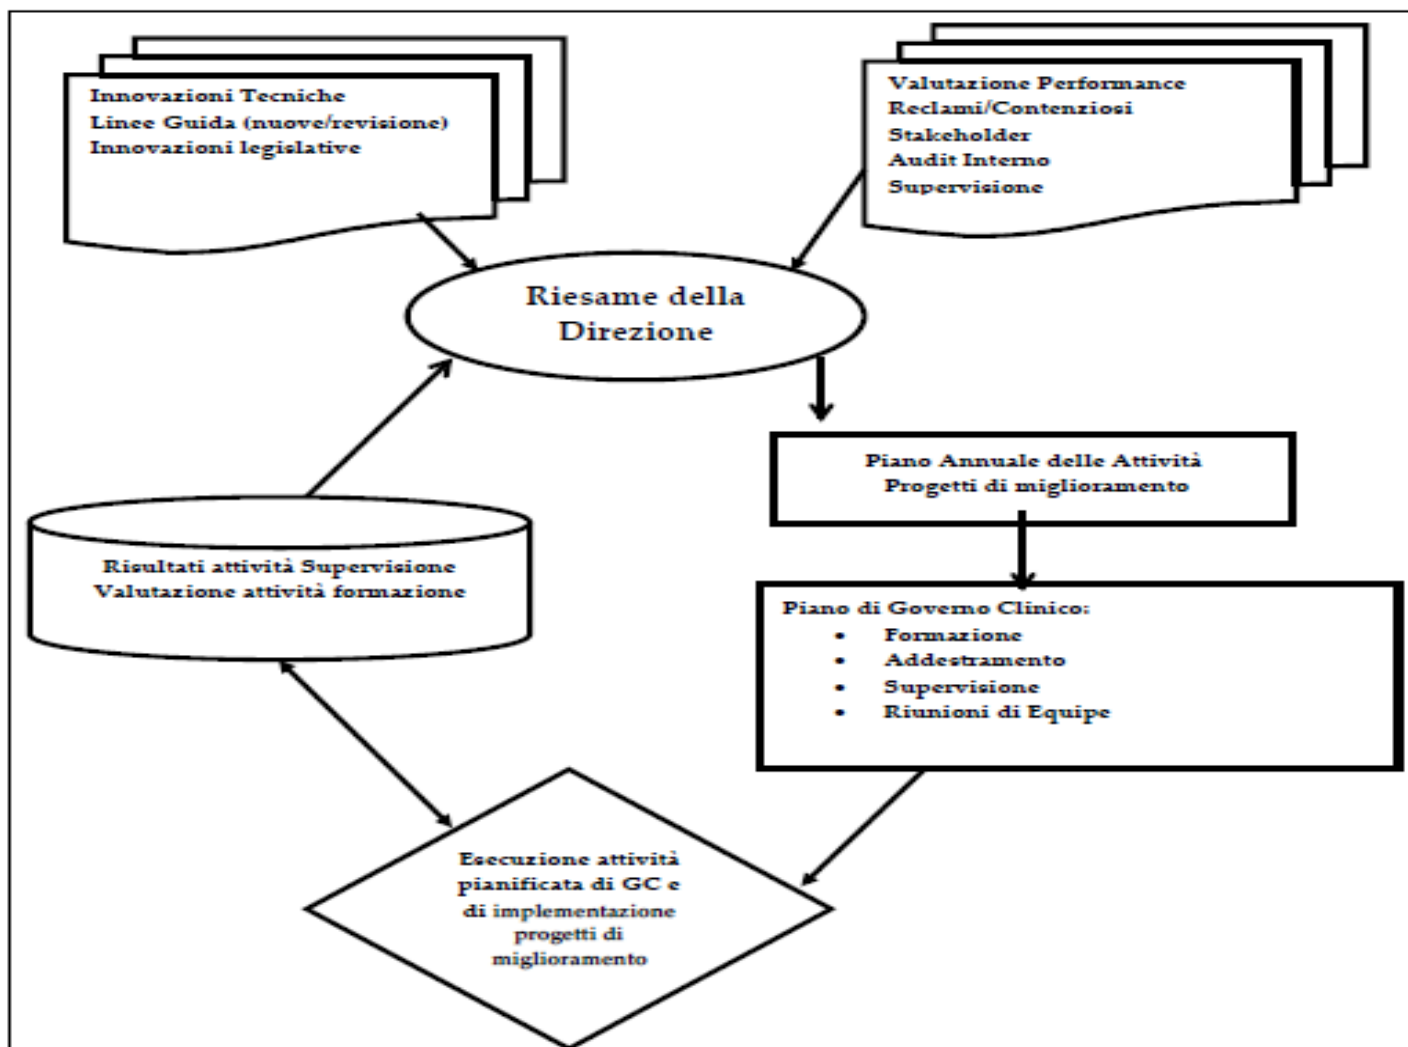 Innovazioni Tecniche
Linee Guida (nuove/revisione)
Innovazioni legislative
Valutazione Performance
Reclami/Contenziosi
Stakeholder
Audit Interno
Supervisione
Riesame della
Direzione
Piano Annuale delle Attività
Progetti di miglioramento
Risultati attività Supervisione
Valutazione attività formazione
Piano di Governo Clinico:
• Formazione
• Addestramento
• Supervisione
• Riunioni di Equipe
Esecuzione attività
pianificata di GC e
di implementazione
progetti di
miglioramento